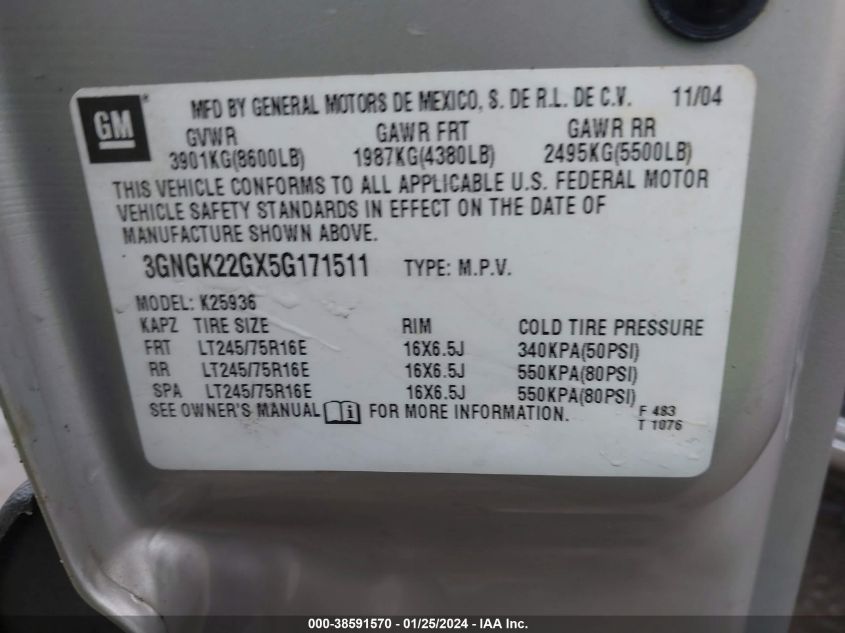 GM
MFD BY GENERAL MOTORS DE MEXICO, S. DE R.L. DE C.V. 11/04
GVWR GAWR FRT GAWR RR
3901KG(8600LB) 1987KG(4380LB) 2495KG(5500LB)
THIS VEHICLE CONFORMS TO ALL APPLICABLE U.S. FEDERAL MOTOR
VEHICLE SAFETY STANDARDS IN EFFECT ON THE DATE OF
MANUFACTURE SHOWN ABOVE.
3GNGK22GX5G171511 TYPE: M.P.V.
MODEL: K25936
KAPZ TIRE SIZE RIM COLD TIRE PRESSURE
FRT LT245/75R16E 16X6.5J 340KPA(50PSI)
RR LT245/75R16E 16X6.5J 550KPA(80PSI)
SPA LT245/75R16E 16X6.5J 550KPA(80PSI)
SEE OWNER'S MANUAL FOR MORE INFORMATION.
F 483
T 1076
000-38591570 - 01/25/2024 - IAA Inc.